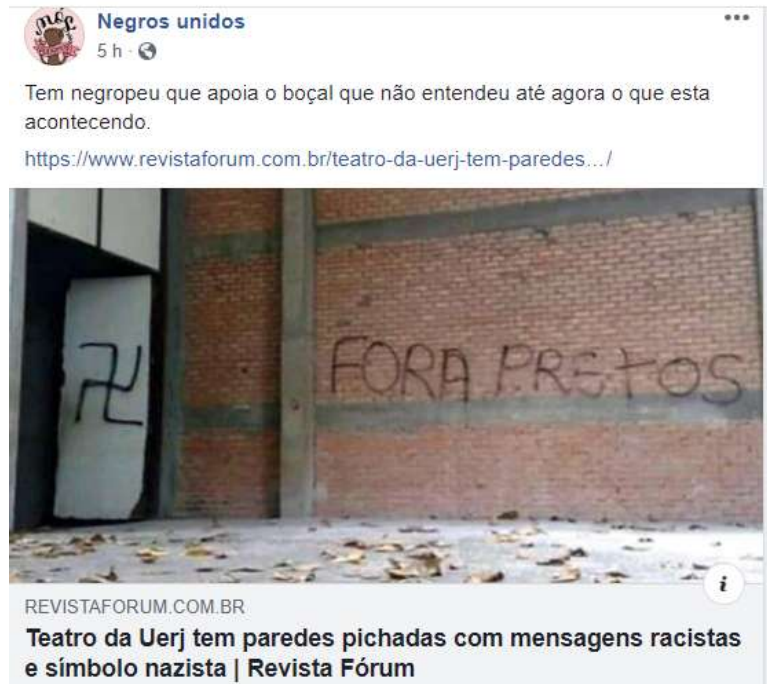 Negros unidos
5 h ·
Tem negropeu que apoia o boçal que não entendeu até agora o que esta
acontecendo.
https://www.revistaforum.com.br/teatro-da-uerj-tem-paredes.../
FORA PRETOS
REVISTAFORUM.COM.BR
Teatro da Uerj tem paredes pichadas com mensagens racistas
e símbolo nazista | Revista Fórum